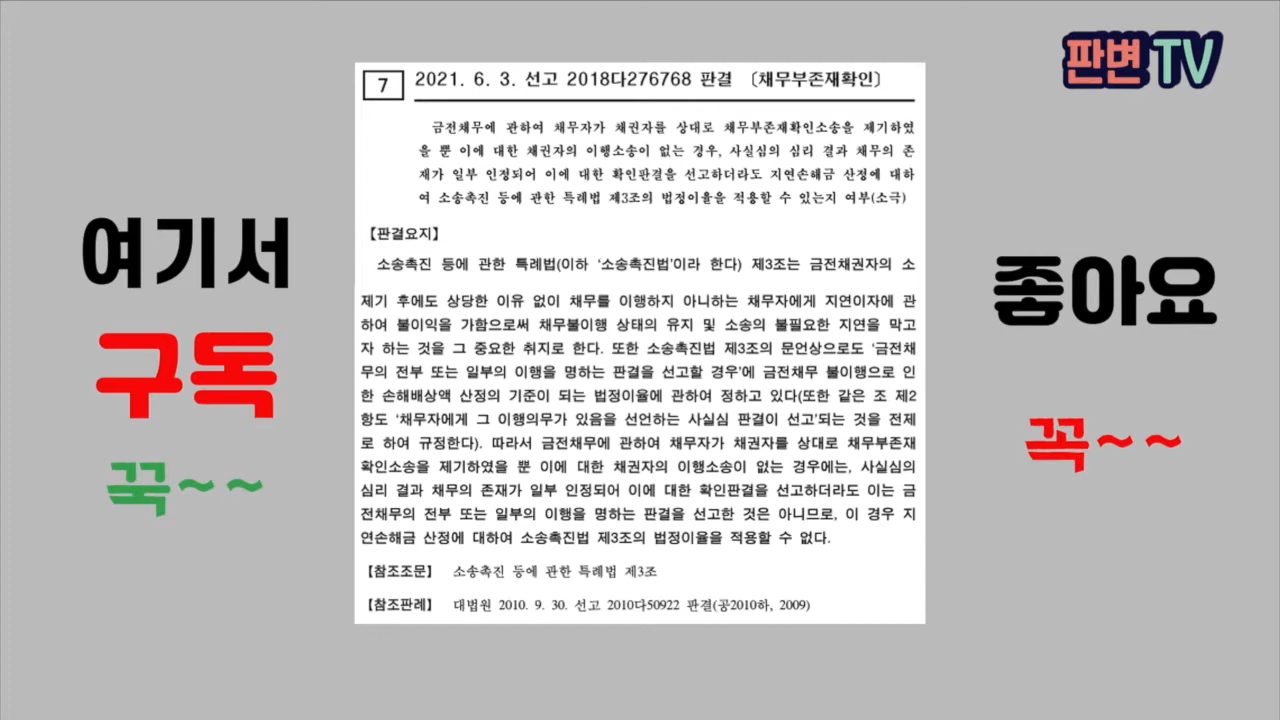 판변TV
여기서
구독
꾹~~
7
2021. 6. 3. 선고 2018다276768 판결 〔채무부존재확인〕
금전채무에 관하여 채무자가 채권자를 상대로 채무부존재확인소송을 제기하였
을 뿐 이에 대한 채권자의 이행소송이 없는 경우, 사실심의 심리 결과 채무의 존
재가 일부 인정되어 이에 대한 확인판결을 선고하더라도 지연손해금 산정에 대하
여 소송촉진 등에 관한 특례법 제3조의 법정이율을 적용할 수 있는지 여부(소극)
【판결요지】
소송촉진 등에 관한 특례법(이하 ‘소송촉진법’이라 한다) 제3조는 금전채권자의 소
제기 후에도 상당한 이유 없이 채무를 이행하지 아니하는 채무자에게 지연이자에 관
하여 불이익을 가함으로써 채무불이행 상태의 유지 및 소송의 불필요한 지연을 막고
자 하는 것을 그 중요한 취지로 한다. 또한 소송촉진법 제3조의 문언상으로도 ‘금전채
무의 전부 또는 일부의 이행을 명하는 판결을 선고할 경우’에 금전채무 불이행으로 인
한 손해배상액 산정의 기준이 되는 법정이율에 관하여 정하고 있다(또한 같은 조 제2
항도 ‘채무자에게 그 이행의무가 있음을 선언하는 사실심 판결이 선고’되는 것을 전제
로 하여 규정한다). 따라서 금전채무에 관하여 채무자가 채권자를 상대로 채무부존재
확인소송을 제기하였을 뿐 이에 대한 채권자의 이행소송이 없는 경우에는, 사실심의
심리 결과 채무의 존재가 일부 인정되어 이에 대한 확인판결을 선고하더라도 이는 금
전채무의 전부 또는 일부의 이행을 명하는 판결을 선고한 것은 아니므로, 이 경우 지
연손해금 산정에 대하여 소송촉진법 제3조의 법정이율을 적용할 수 없다.
【참조조문】 소송촉진 등에 관한 특례법 제3조
【참조판례】 대법원 2010. 9. 30. 선고 2010다50922 판결(공2010하, 2009)
좋아요
꼭~~